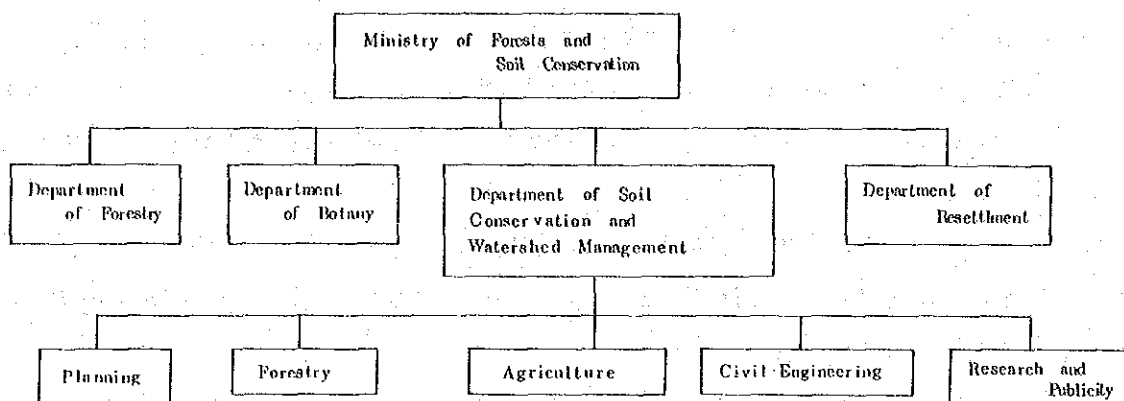 Ministry of Forests and
Soil Conservation
Department
of Forestry
Department
of Botany
Department of Soil
Conservation and
Watershed Management
Department of
Resettlment
Planning
Forestry
Agriculture
Civil Engineering
Research and
Publicity